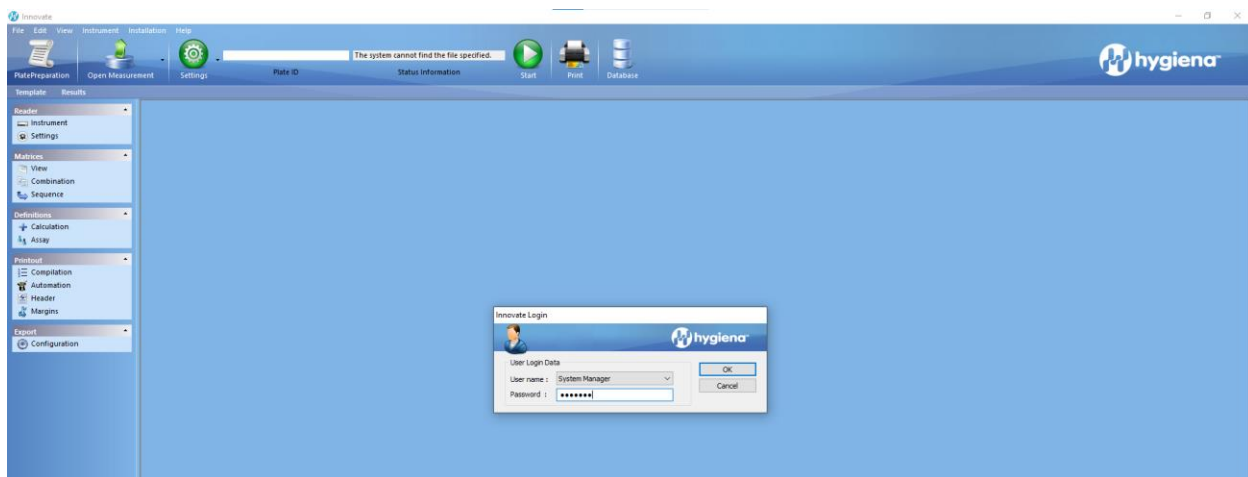 Innovate
File Edit View Instrument Installation Help
The system cannot find the file specified.
PlatePreparation Open Measurement Settings Plate ID Status Information Start Print Database
hygiena
Template Results
Reader
Instrument
Settings
Matrices
View
Combination
Sequence
Definitions
Calculation
Assay
Printout
Compilation
Automation
Header
Margins
Export
Configuration
Innovate Login
hygiena
User Login Data
User name : System Manager
Password : •••••••
OK
Cancel